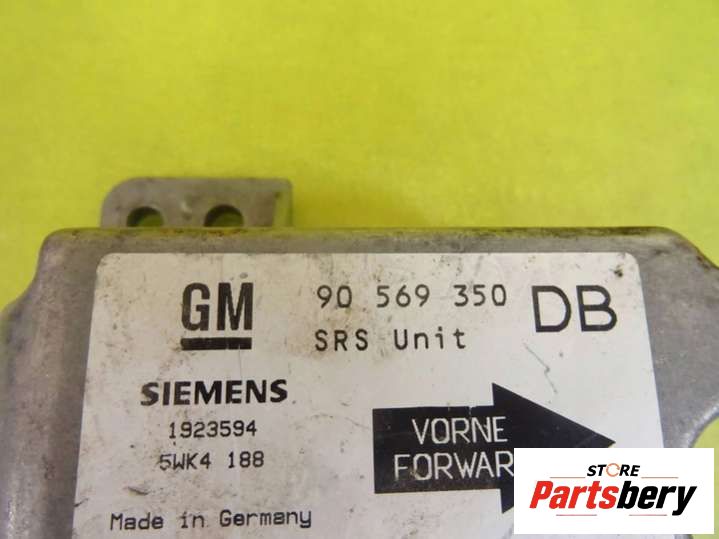 GM
90 569 350
DB
SRS Unit
SIEMENS
1923594
5WK4 188
VORNE
FORWAR
Made in Germany
STORE
Partsbery